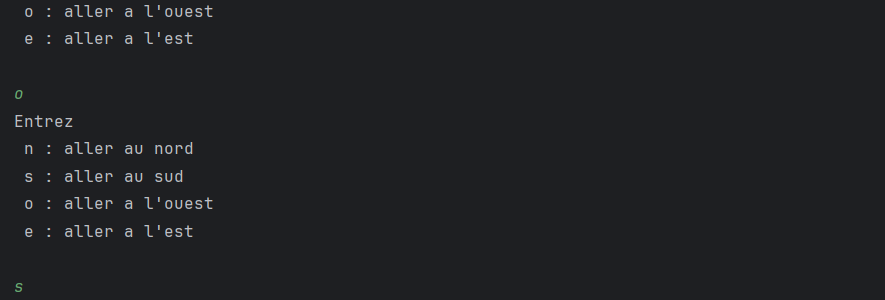 o : aller a l'ouest
e : aller a l'est
o
Entrez
n : aller au nord
s : aller au sud
o : aller a l'ouest
e : aller a l'est
s